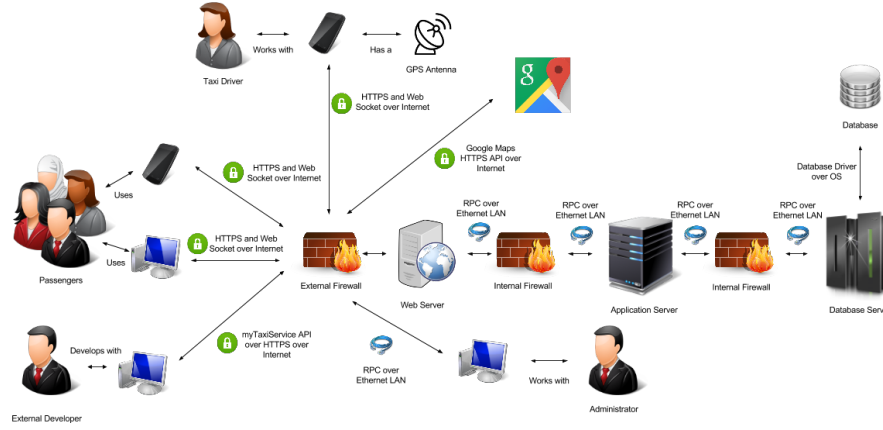 Taxi Driver
Works with
Has a
GPS Antenna
HTTPS and Web
Socket over Internet
g
Database
Google Maps
HTTPS API over
Internet
Database Driver
over OS
HTTPS and Web
Socket over Internet
Uses
Passengers
HTTPS and Web
Socket over Internet
Uses
RPC over
Ethernet LAN
RPC over
Ethernet LAN
RPC over
Ethernet LAN
RPC over
Ethernet LAN
External Firewall
Web Server
Internal Firewall
Application Server
Internal Firewall
Database Serv
myTaxiService API
over HTTPS over
Internet
Develops with
External Developer
RPC over
Ethernet LAN
Works with
Administrator